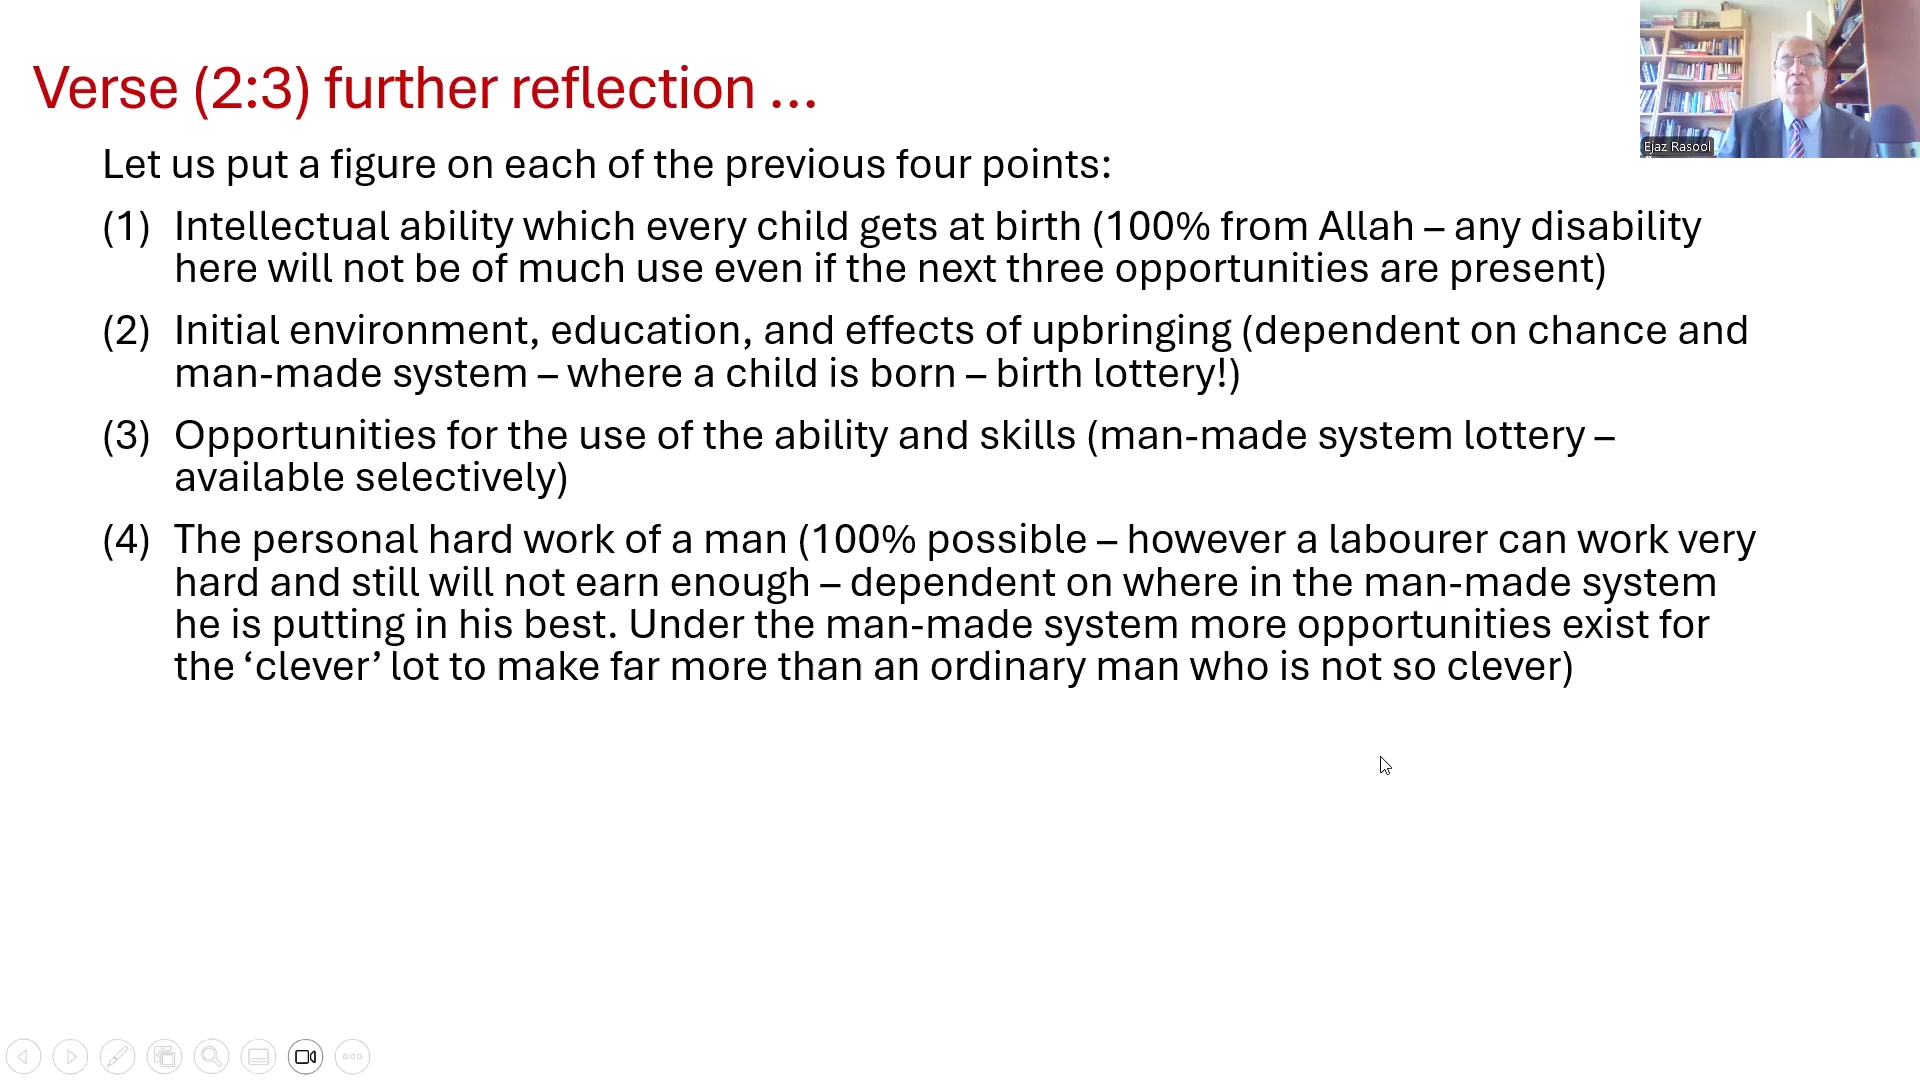 Verse (2:3) further reflection ...
Ejaz Rasool
Let us put a figure on each of the previous four points:
(1) Intellectual ability which every child gets at birth (100% from Allah – any disability
here will not be of much use even if the next three opportunities are present)
(2) Initial environment, education, and effects of upbringing (dependent on chance and
man-made system – where a child is born – birth lottery!)
(3) Opportunities for the use of the ability and skills (man-made system lottery –
available selectively)
(4) The personal hard work of a man (100% possible – however a labourer can work very
hard and still will not earn enough – dependent on where in the man-made system
he is putting in his best. Under the man-made system more opportunities exist for
the ‘clever’ lot to make far more than an ordinary man who is not so clever)